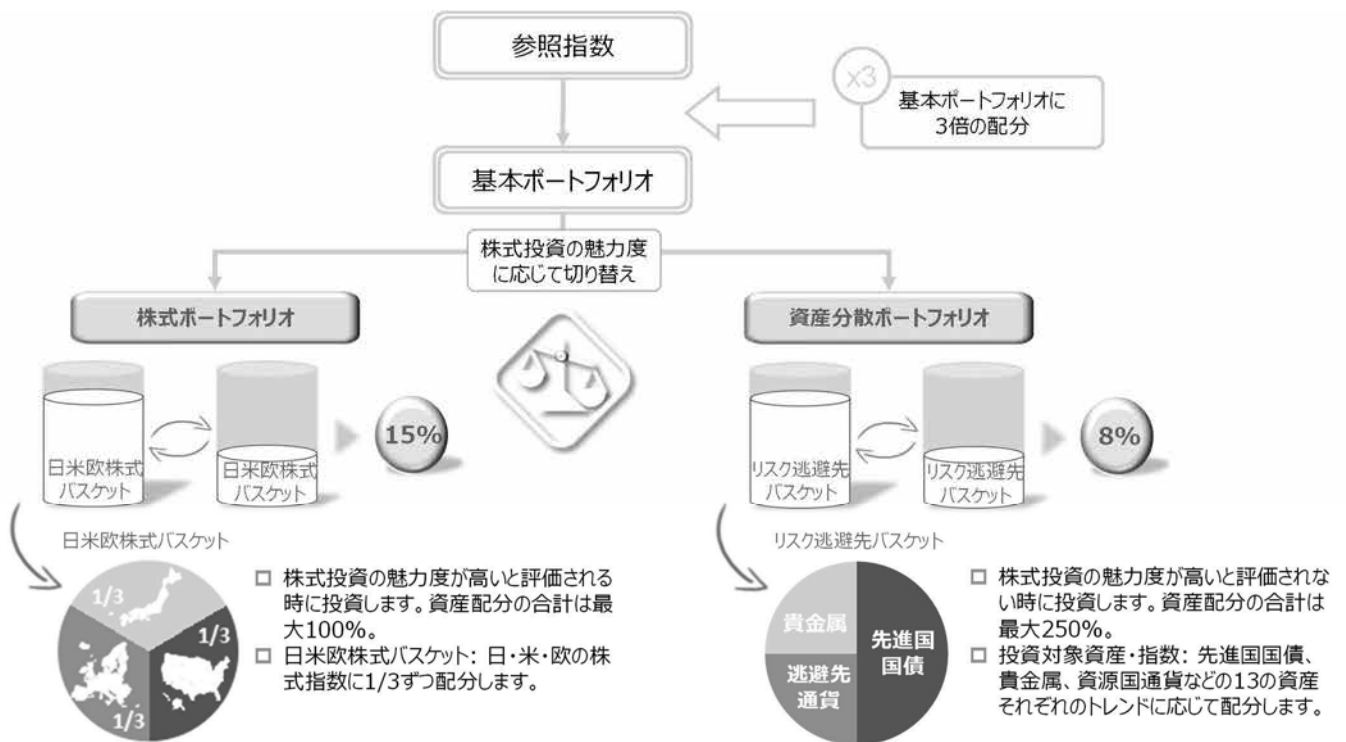 参照指数
x3
基本ポートフォリオに
3倍の配分
基本ポートフォリオ
株式投資の魅力度
に応じて切り替え
株式ポートフォリオ
日米欧株式
バスケット
日米欧株式
バスケット
15%
日米欧株式バスケット
1/3
1/3
1/3
□ 株式投資の魅力度が高いと評価される
時に投資します。資産配分の合計は最
大100%。
□ 日米欧株式バスケット: 日・米・欧の株
式指数に1/3ずつ配分します。
資産分散ポートフォリオ
リスク逃避先
バスケット
リスク逃避先
バスケット
8%
リスク逃避先バスケット
貴金属
先進国
国債
逃避先
通貨
□ 株式投資の魅力度が高いと評価されな
い時に投資します。資産配分の合計は
最大250%。
□ 投資対象資産・指数: 先進国国債、
貴金属、資源国通貨などの13の資産
それぞれのトレンドに応じて配分します。